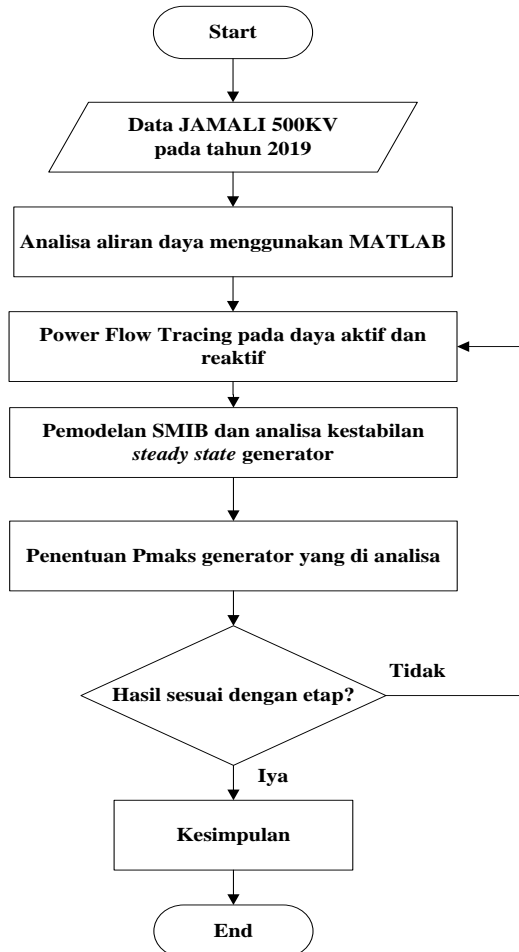 Start
Data JAMALI 500KV
pada tahun 2019
Analisa aliran daya menggunakan MATLAB
Power Flow Tracing pada daya aktif dan
reaktif
Pemodelan SMIB dan analisa kestabilan
steady state generator
Penentuan Pmaks generator yang di analisa
Hasil sesuai dengan etap?
Tidak
Iya
Kesimpulan
End